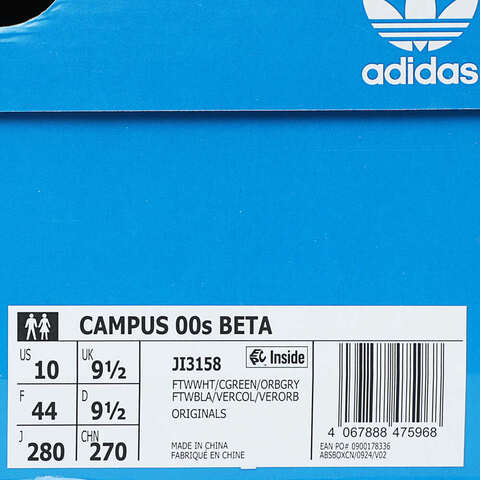 adidas
CAMPUS 00s BETA
US 10 UK 9½
F 44 D 9½
J 280 CHN 270
JI3158 Inside
FTWWHT/CGREEN/ORBGRY
FTWBLA/VERCOL/VERORB
ORIGINALS
MADE IN CHINA
FABRIQUÉ EN CHINE
4 067888 475968
EAN PO# 0900178336
ABSBOXCN/0924/V02